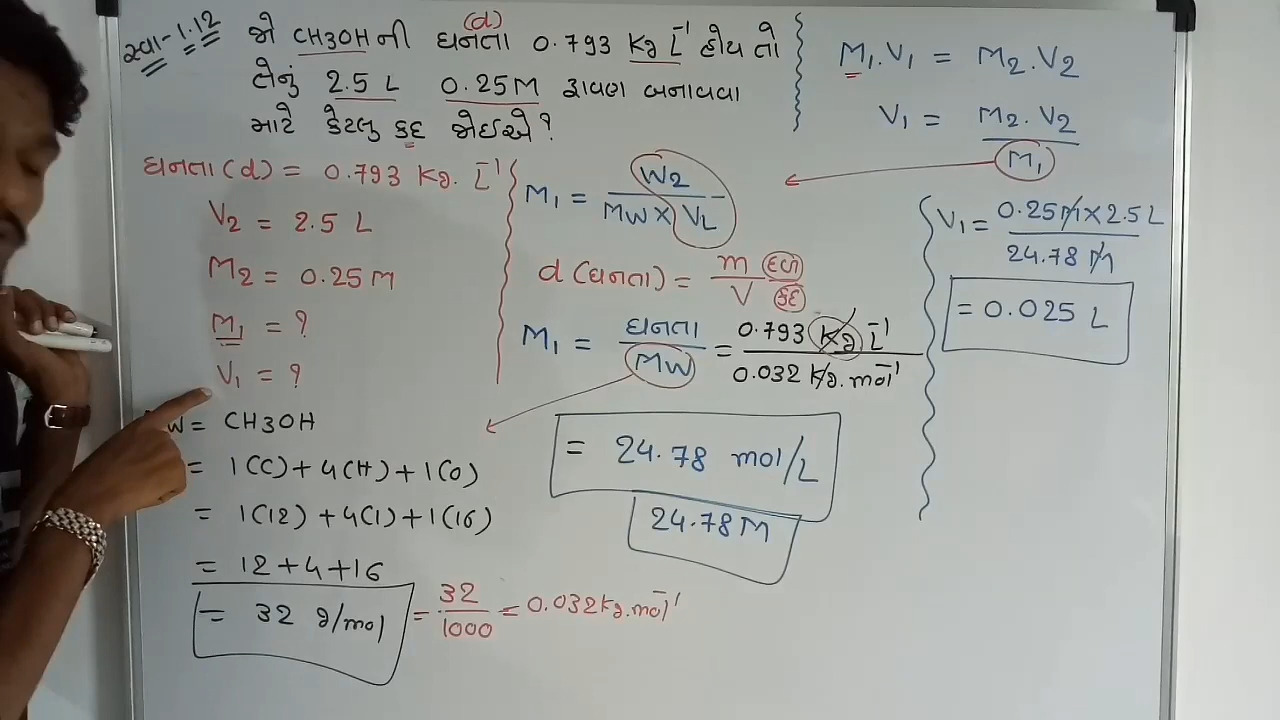 સ્વા-1.12 જો CH3OH ની ઘનતા (d) 0.793 Kg L⁻¹ હોય તો
તેનું 2.5 L 0.25M દ્રાવણ બનાવવા
માટે કેટલુ કદ જોઇએ?
ઘનતા (d) = 0.793 Kg. L⁻¹
V2 = 2.5 L
M2 = 0.25 M
M1 = ?
V1 = ?
W = CH3OH
= 1(C) + 4(H) + 1(O)
= 1(12) + 4(1) + 1(16)
= 12 + 4 + 16
= 32 g/mol = 32/1000 = 0.032 Kg. mol⁻¹
M1 = W2 / MW × VL
d (ઘનતા) = m દળ / V કદ
M1 = ઘનતા / MW = 0.793 Kg L⁻¹ / 0.032 Kg. mol⁻¹
= 24.78 mol/L
24.78 M
M1.V1 = M2.V2
V1 = M2.V2 / M1
V1 = 0.25 M × 2.5 L / 24.78 M
= 0.025 L